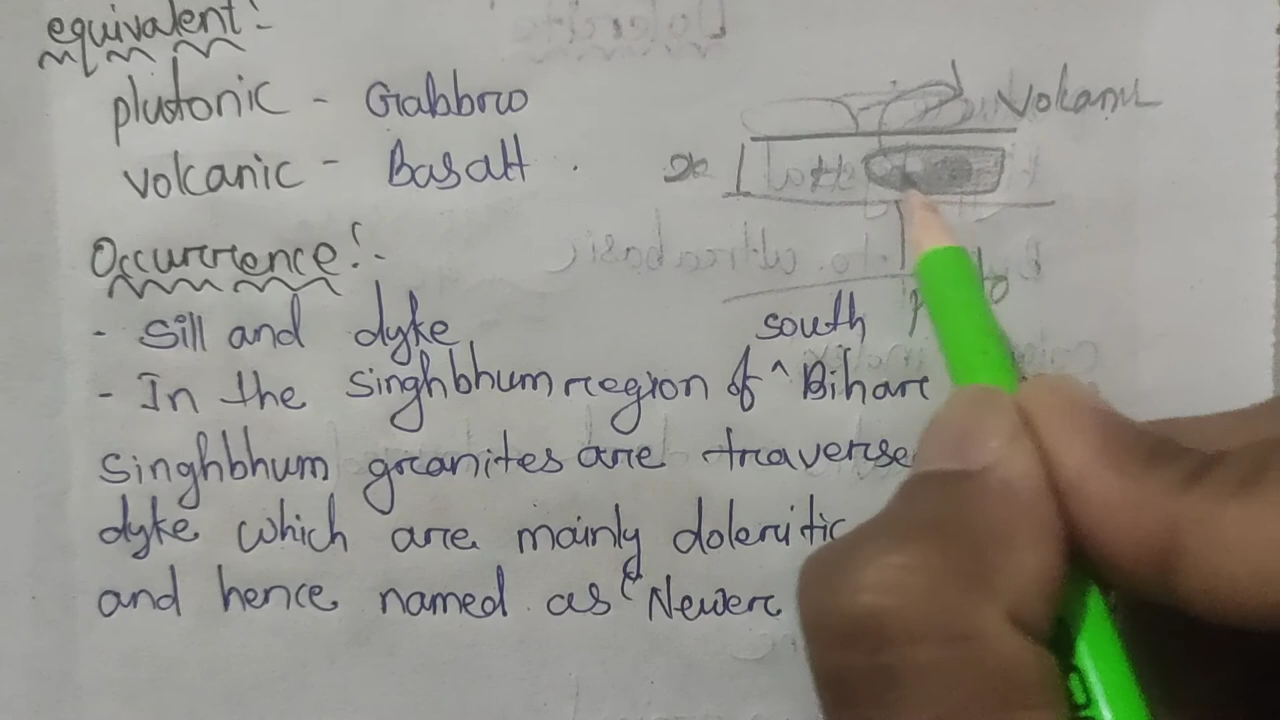 equivalent:-
plutonic - Gabbro
volcanic - Basalt .
volcanic
Occurrence:-
- Sill and dyke
- In the singhbhum region of ^ south Bihar
singhbhum granites are traverse
dyke which are mainly doleritic
and hence named as "Newer